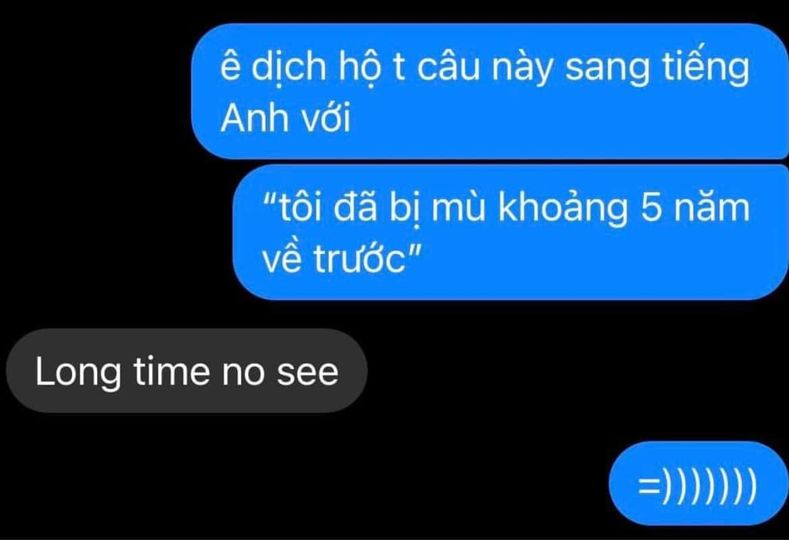 ê dịch hộ t câu này sang tiếng
Anh với
“tôi đã bị mù khoảng 5 năm
về trước”
Long time no see
=)))))))